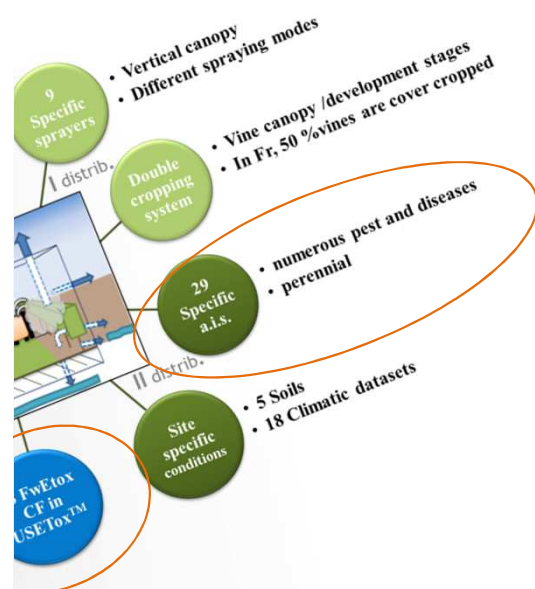 • Vertical canopy
• Different spraying modes
9
Specific
sprayers
I distrib.
• Vine canopy /development stages
• In Fr, 50 %vines are cover cropped
Double
cropping
system
• numerous pest and diseases
• perennial
29
Specific
a.i.s.
II distrib.
• 5 Soils
• 18 Climatic datasets
Site
specific
conditions
FwEtox
CF in
USETox™